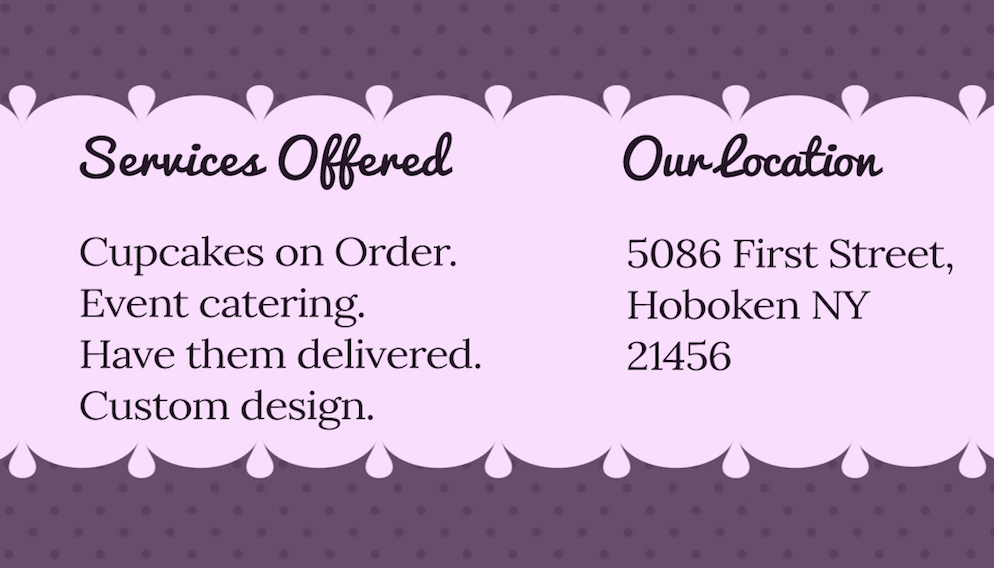 Services Offered
Cupcakes on Order.
Event catering.
Have them delivered.
Custom design.
Our Location
5086 First Street,
Hoboken NY
21456